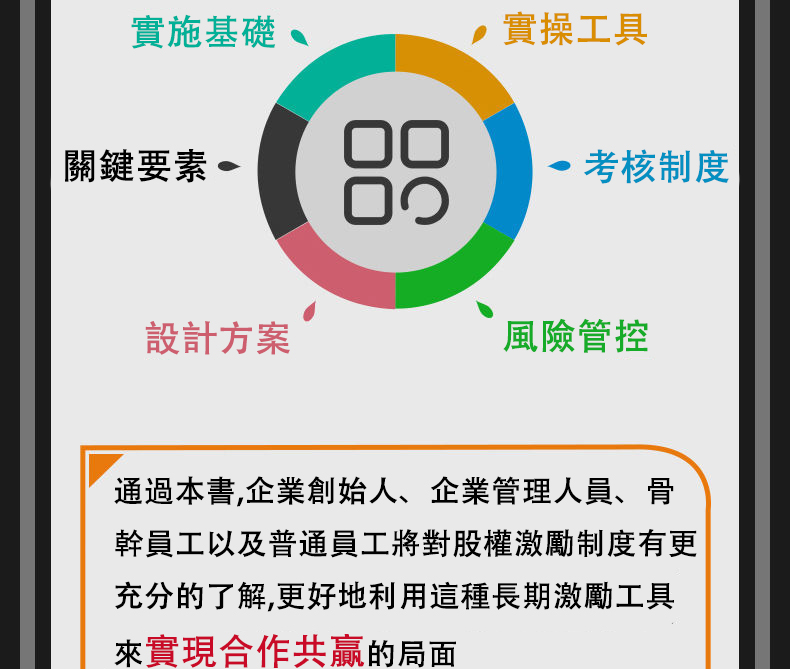 實施基礎
實操工具
關鍵要素
考核制度
設計方案
風險管控
通過本書,企業創始人、企業管理人員、骨
幹員工以及普通員工將對股權激勵制度有更
充分的了解,更好地利用這種長期激勵工具
來實現合作共贏的局面